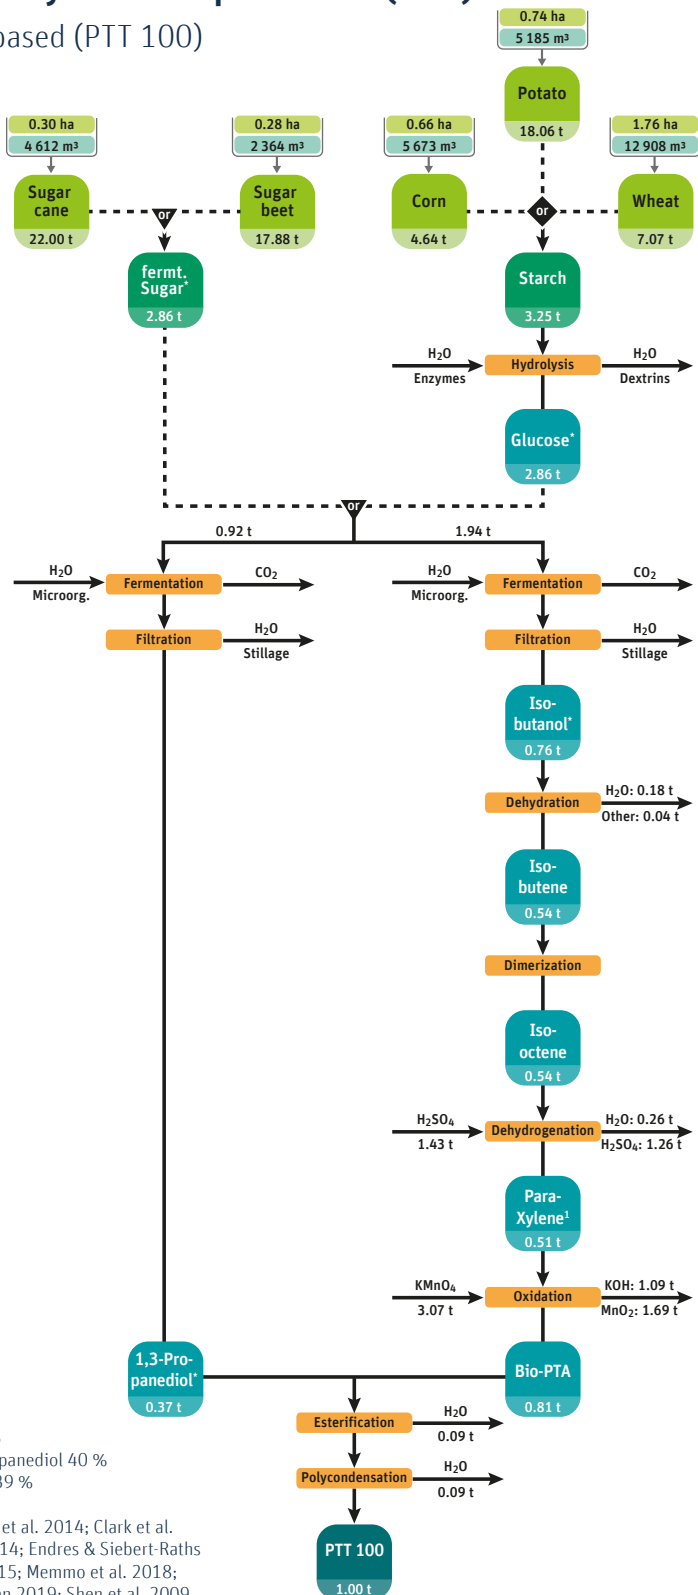 based (PTT 100)
0.74 ha
5 185 m³
Potato
18.06 t
0.30 ha
4 612 m³
Sugar
cane
22.00 t
0.28 ha
2 364 m³
Sugar
beet
17.88 t
0.66 ha
5 673 m³
Corn
4.64 t
1.76 ha
12 908 m³
Wheat
7.07 t
or
or
fermt.
Sugar*
2.86 t
Starch
3.25 t
H₂O
Enzymes
Hydrolysis
H₂O
Dextrins
Glucose*
2.86 t
or
0.92 t
1.94 t
H₂O
Microorg.
Fermentation
CO₂
H₂O
Microorg.
Fermentation
CO₂
Filtration
H₂O
Stillage
Filtration
H₂O
Stillage
Iso-
butanol*
0.76 t
Dehydration
H₂O: 0.18 t
Other: 0.04 t
Iso-
butene
0.54 t
Dimerization
Iso-
octene
0.54 t
H₂SO₄
1.43 t
Dehydrogenation
H₂O: 0.26 t
H₂SO₄: 1.26 t
Para-
Xylene¹
0.51 t
KMnO₄
3.07 t
Oxidation
KOH: 1.09 t
MnO₂: 1.69 t
1,3-Pro-
panediol*
0.37 t
Bio-PTA
0.81 t
Esterification
H₂O
0.09 t
Polycondensation
H₂O
0.09 t
PTT 100
1.00 t
panediol 40 %
39 %
et al. 2014; Clark et al.
14; Endres & Siebert-Raths
15; Memmo et al. 2018;
2019; Shen et al. 2009